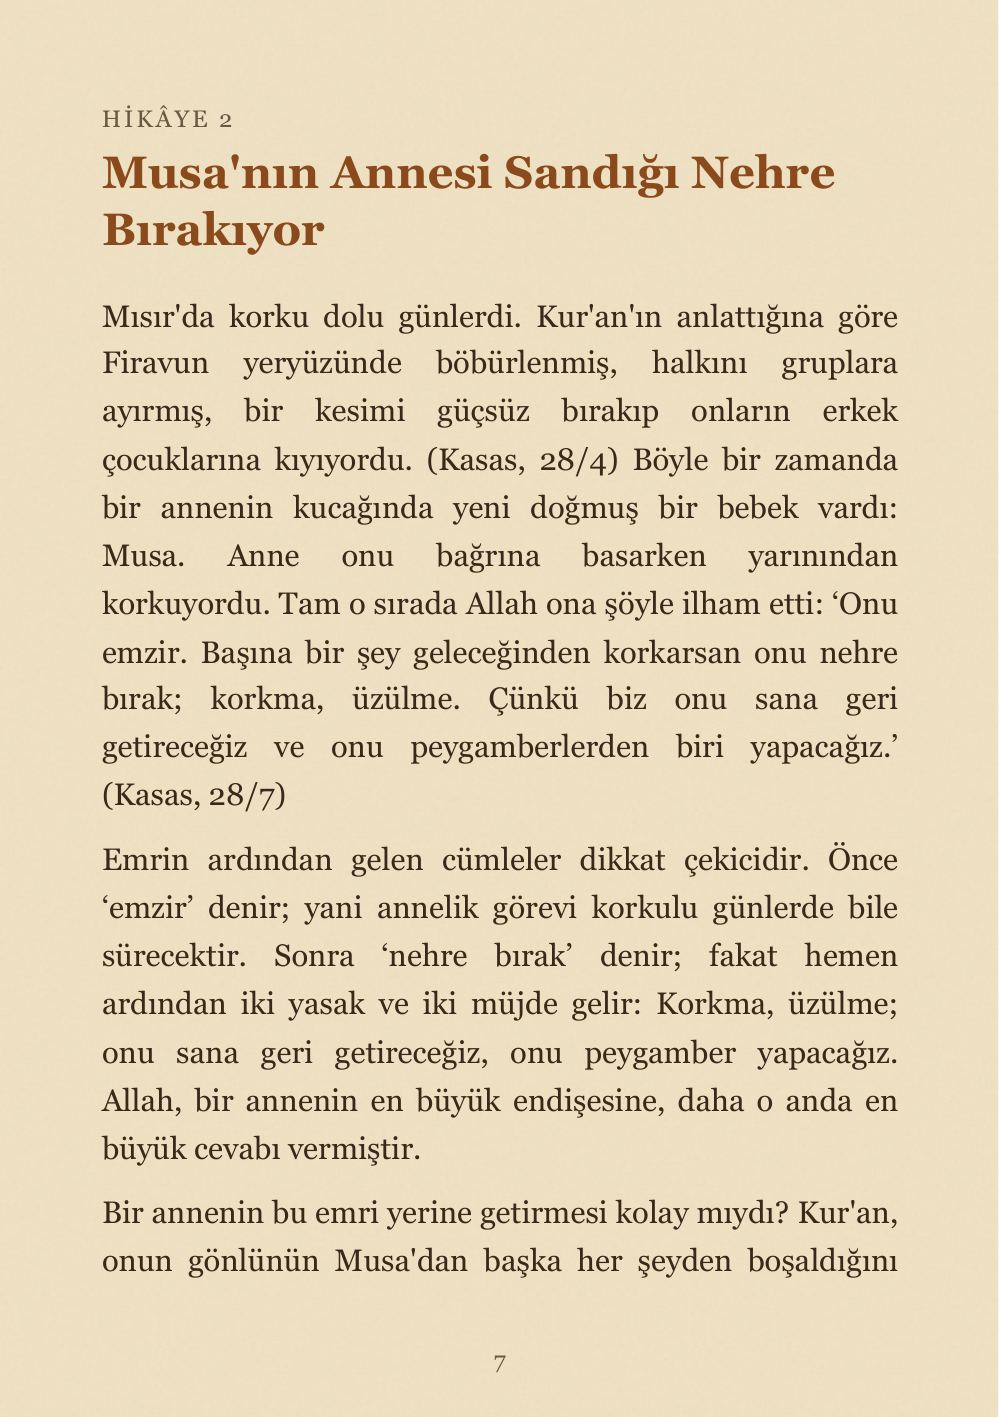 HİKÂYE 2
Musa'nın Annesi Sandığı Nehre
Bırakıyor
Mısır'da korku dolu günlerdi. Kur'an'ın anlattığına göre
Firavun yeryüzünde böbürlenmiş, halkını gruplara
ayırmış, bir kesimi güçsüz bırakıp onların erkek
çocuklarına kıyıyordu. (Kasas, 28/4) Böyle bir zamanda
bir annenin kucağında yeni doğmuş bir bebek vardı:
Musa. Anne onu bağrına basarken yarınından
korkuyordu. Tam o sırada Allah ona şöyle ilham etti: ‘Onu
emzir. Başına bir şey geleceğinden korkarsan onu nehre
bırak; korkma, üzülme. Çünkü biz onu sana geri
getireceğiz ve onu peygamberlerden biri yapacağız.’
(Kasas, 28/7)
Emrin ardından gelen cümleler dikkat çekicidir. Önce
‘emzir’ denir; yani annelik görevi korkulu günlerde bile
sürecektir. Sonra ‘nehre bırak’ denir; fakat hemen
ardından iki yasak ve iki müjde gelir: Korkma, üzülme;
onu sana geri getireceğiz, onu peygamber yapacağız.
Allah, bir annenin en büyük endişesine, daha o anda en
büyük cevabı vermiştir.
Bir annenin bu emri yerine getirmesi kolay mıydı? Kur'an,
onun gönlünün Musa'dan başka her şeyden boşaldığını
7